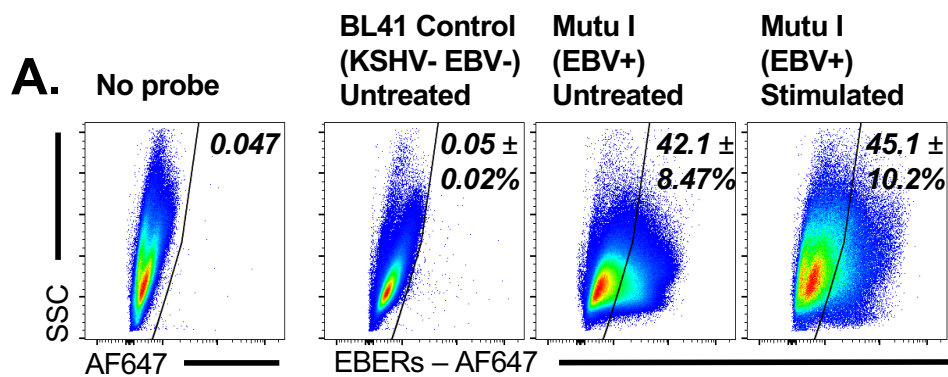 A.
No probe
BL41 Control
(KSHV- EBV-)
Untreated
Mutu I
(EBV+)
Untreated
Mutu I
(EBV+)
Stimulated
0.047
0.05 ±
0.02%
42.1 ±
8.47%
45.1 ±
10.2%
SSC
AF647
EBERs – AF647